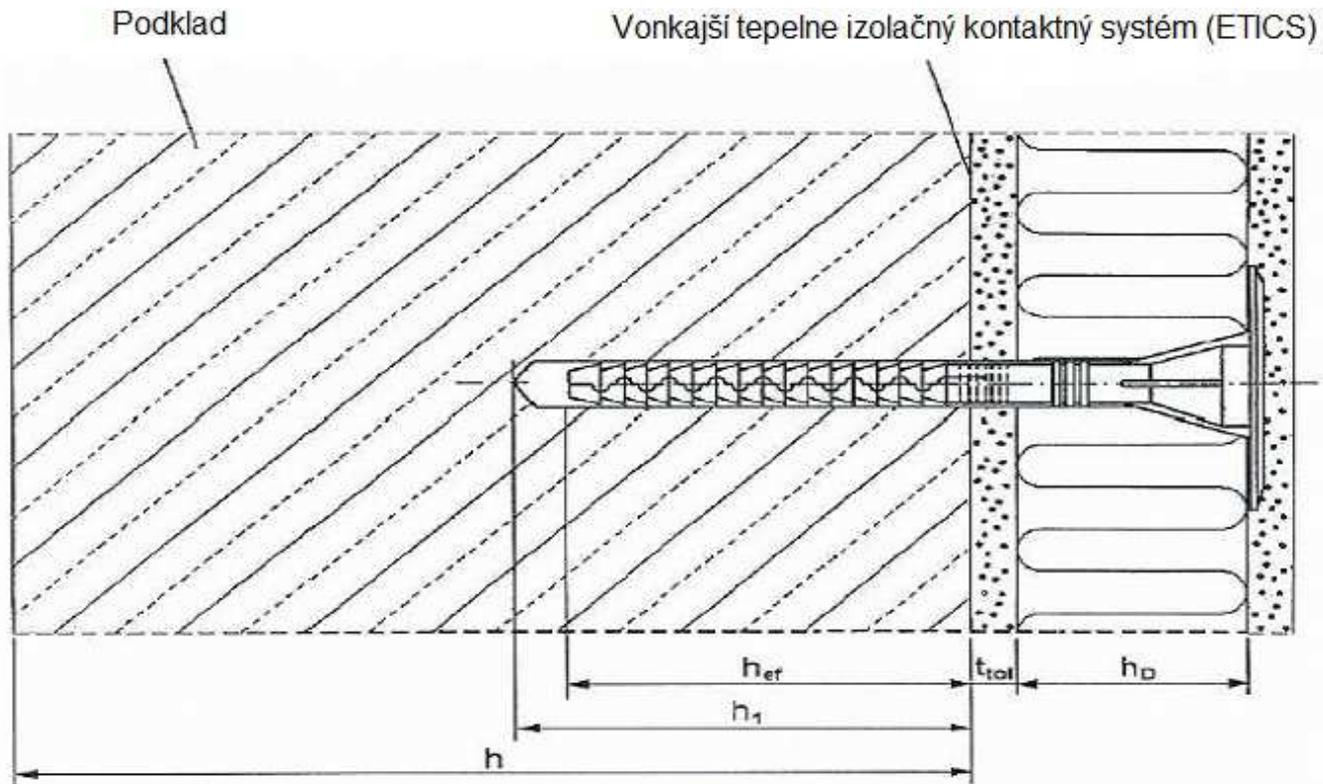 Podklad
Vonkajší tepelne izolačný kontaktný systém (ETICS)
hef
ttol
hD
h1
h